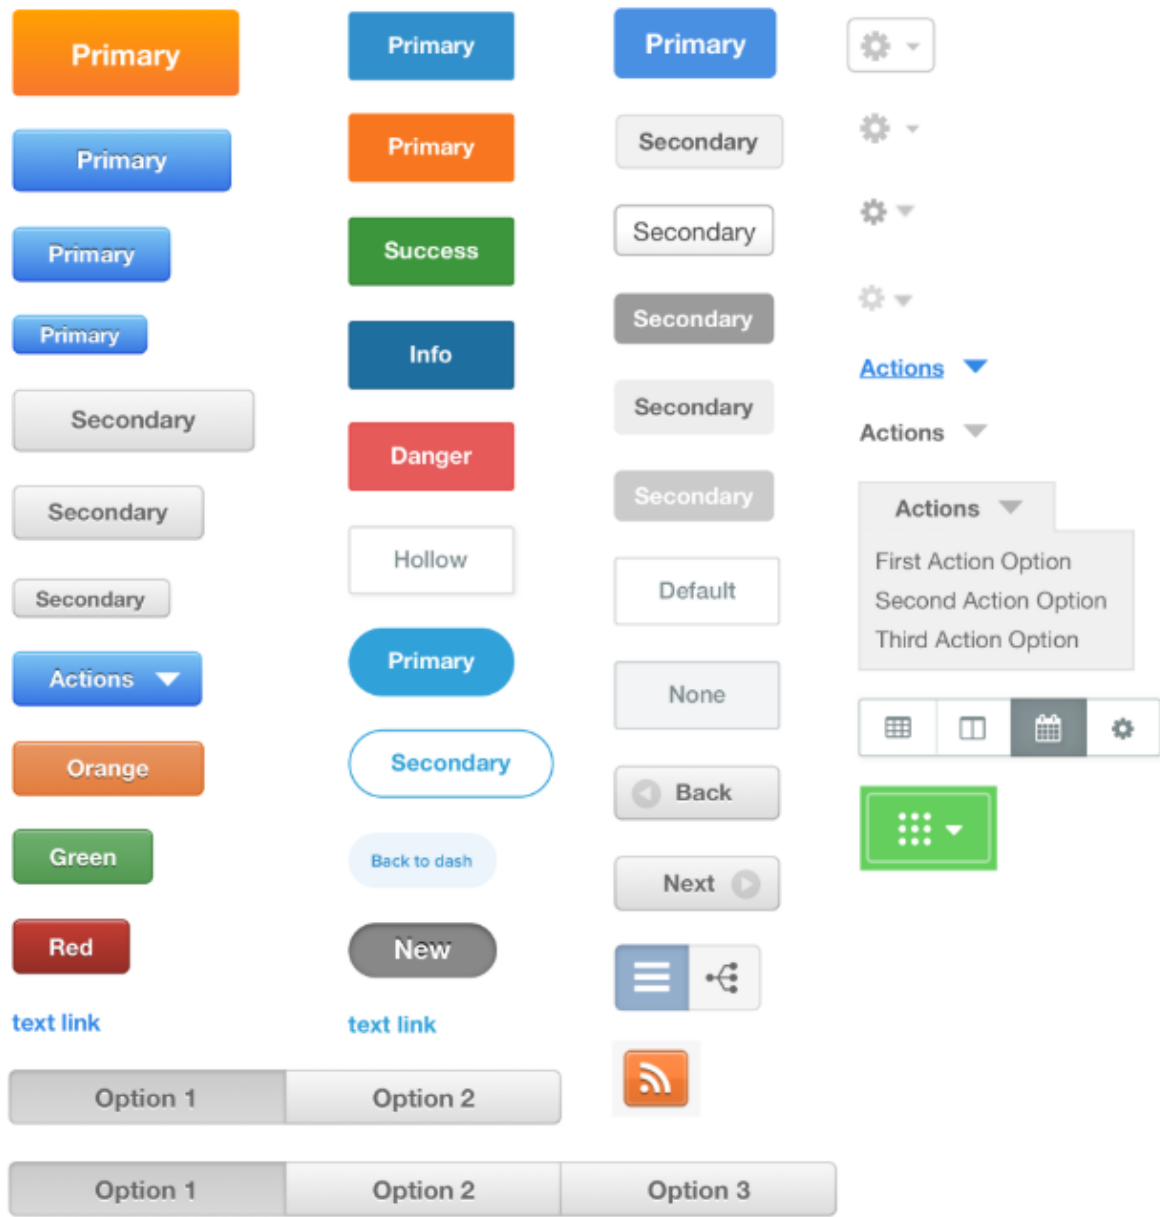 Primary
Primary
Primary
Primary
Secondary
Secondary
Secondary
Actions
Orange
Green
Red
text link
Primary
Primary
Success
Info
Danger
Hollow
Primary
Secondary
Back to dash
New
text link
Primary
Secondary
Secondary
Secondary
Secondary
Secondary
Default
None
Back
Next
Actions
Actions
Actions
First Action Option
Second Action Option
Third Action Option
Option 1 Option 2
Option 1 Option 2 Option 3